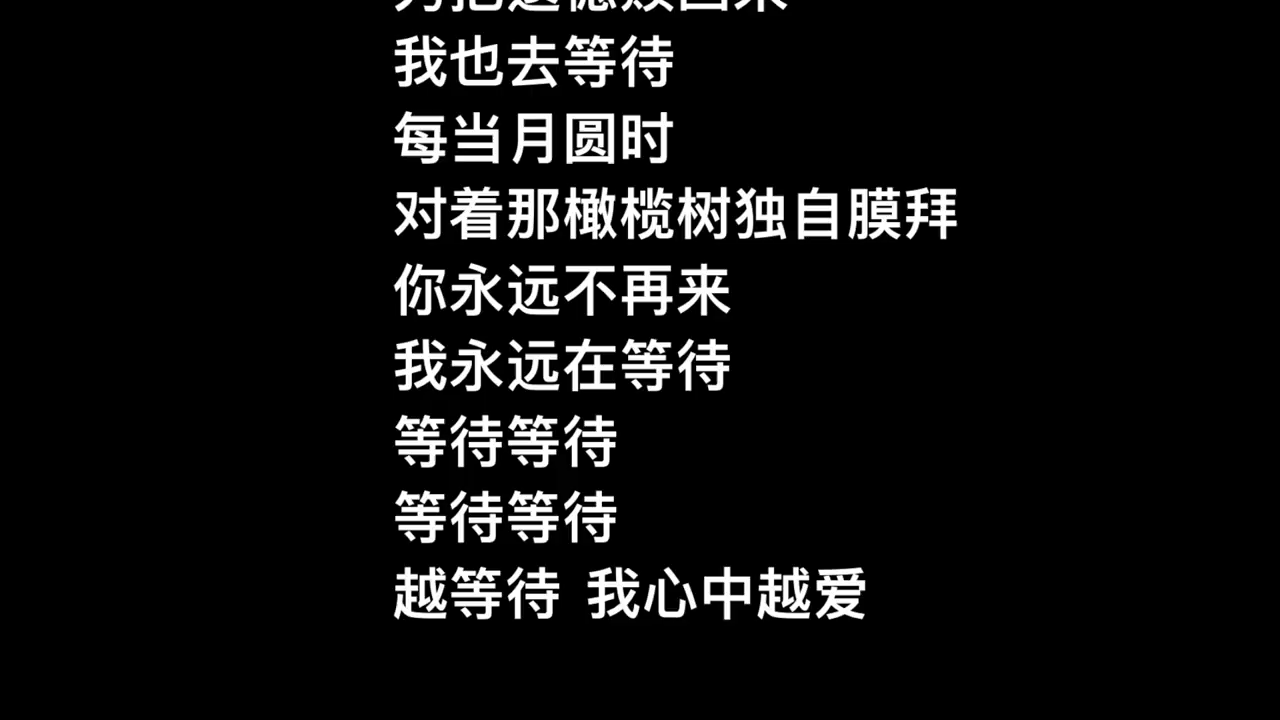 我也去等待
每当月圆时
对着那橄榄树独自膜拜
你永远不再来
我永远在等待
等待等待
等待等待
越等待 我心中越爱